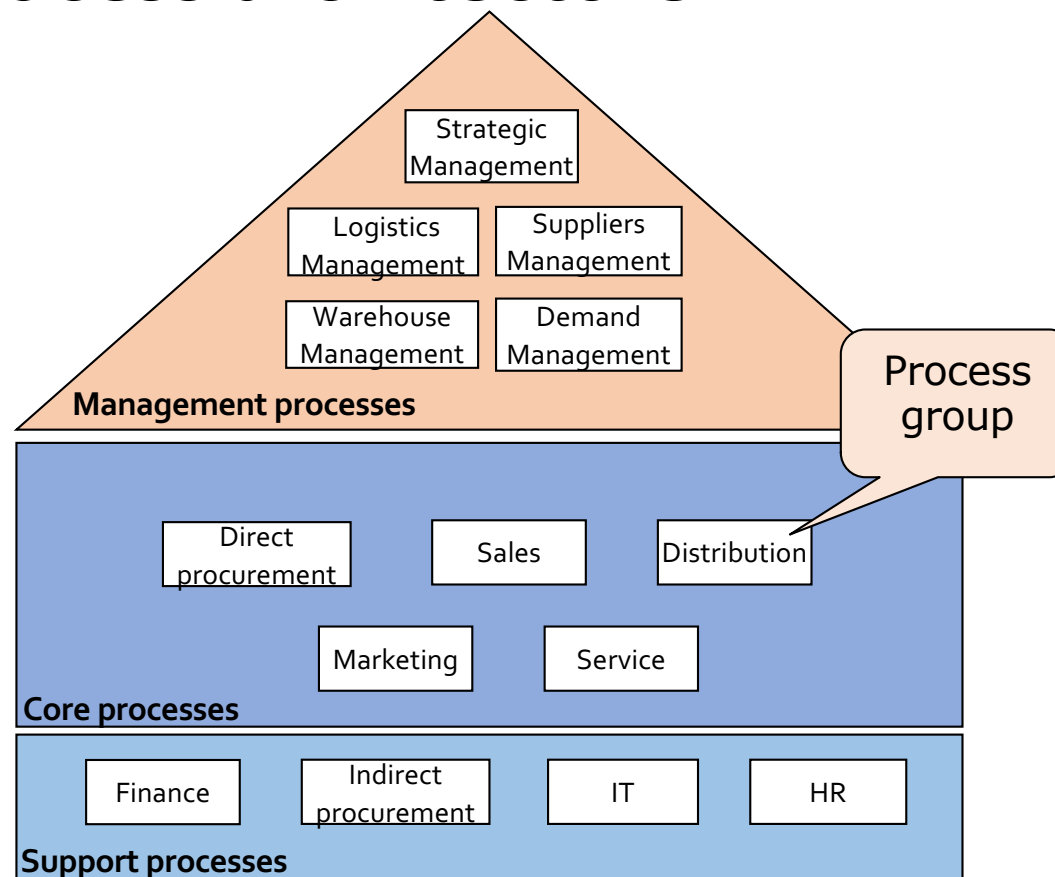 Strategic
Management
Logistics
Management
Suppliers
Management
Warehouse
Management
Demand
Management
Management processes
Process
group
Direct
procurement
Sales
Distribution
Marketing
Service
Core processes
Finance
Indirect
procurement
IT
HR
Support processes